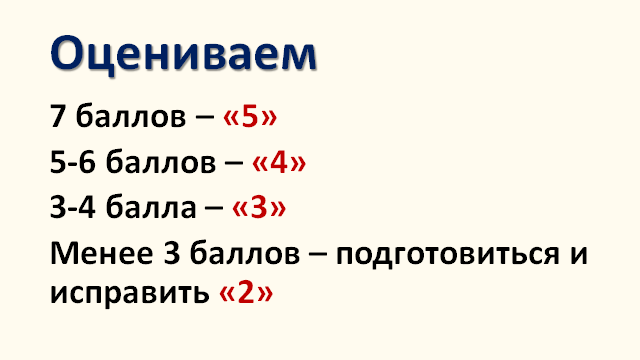 Оцениваем
7 баллов – «5»
5-6 баллов – «4»
3-4 балла – «3»
Менее 3 баллов – подготовиться и
исправить «2»